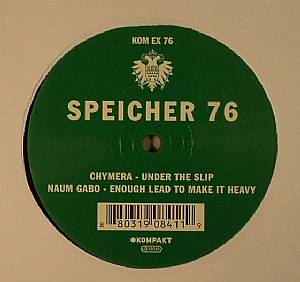 KOM EX 76
SPEICHER 76
CHYMERA - UNDER THE SLIP
NAUM GABO - ENOUGH LEAD TO MAKE IT HEAVY
8 80319 08411 9
KOMPAKT